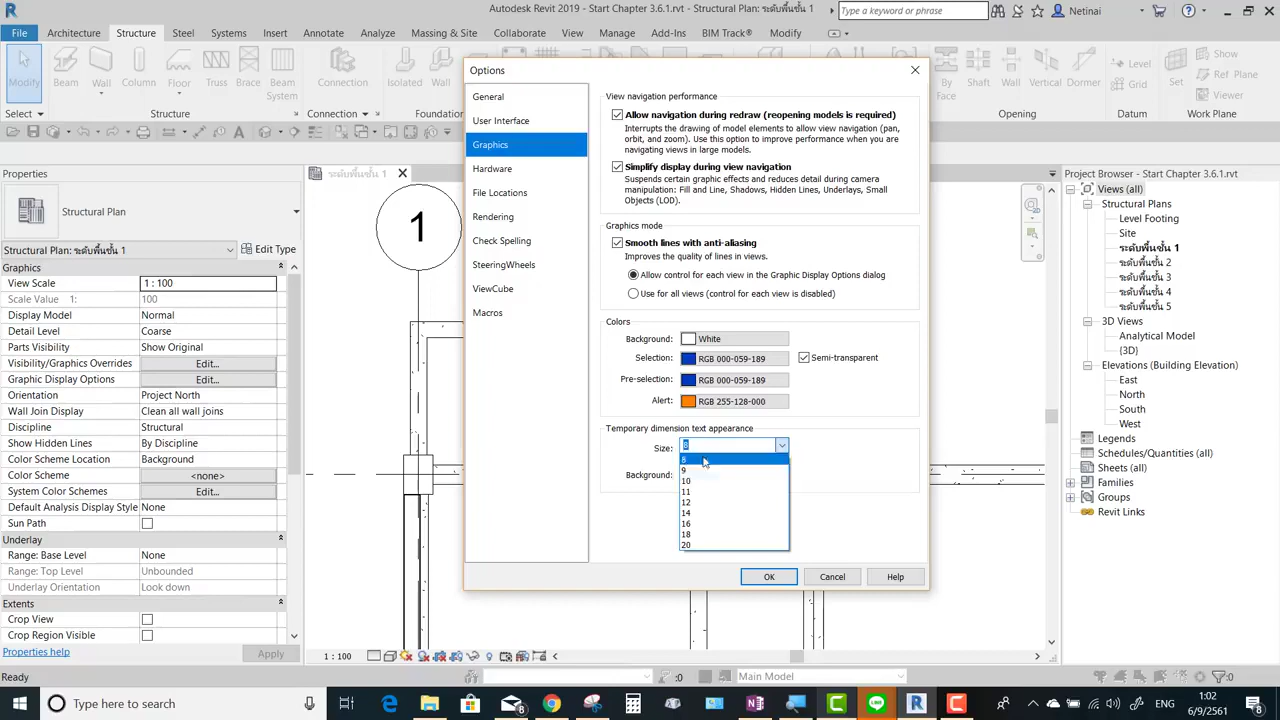 Autodesk Revit 2019 - Start Chapter 3.6.1.rvt - Structural Plan: ระดับพื้นชั้น 1
Type a keyword or phrase
Netinai
File Architecture Structure Steel Systems Insert Annotate Analyze Massing & Site Collaborate View Manage Add-Ins BIM Track® Modify
Modify Beam Wall Column Floor Truss Brace Beam System Connection Isolated Wall By Face Shaft Wall Vertical Dormer Level Grid Set Show Ref Plane Viewer
Select Structure Connection Foundation Opening Datum Work Plane
Properties
Structural Plan
Structural Plan: ระดับพื้นชั้น 1
Edit Type
Graphics
View Scale 1 : 100
Scale Value 1: 100
Display Model Normal
Detail Level Coarse
Parts Visibility Show Original
Visibility/Graphics Overrides Edit...
Graphic Display Options Edit...
Orientation Project North
Wall Join Display Clean all wall joins
Discipline Structural
Show Hidden Lines By Discipline
Color Scheme Location Background
Color Scheme <none>
System Color Schemes Edit...
Default Analysis Display Style None
Sun Path
Underlay
Range: Base Level None
Range: Top Level Unbounded
Underlay Orientation Look down
Extents
Crop View
Crop Region Visible
Properties help
Apply
ระดับพื้นชั้น 1
1
Options
General
User Interface
Graphics
Hardware
File Locations
Rendering
Check Spelling
SteeringWheels
ViewCube
Macros
View navigation performance
Allow navigation during redraw (reopening models is required)
Interrupts the drawing of model elements to allow view navigation (pan,
orbit, and zoom). Use this option to improve performance when you are
navigating views in large models.
Simplify display during view navigation
Suspends certain graphic effects and reduces detail during camera
manipulation: Fill and Line, Shadows, Hidden Lines, Underlays, Small
Objects (LOD).
Graphics mode
Smooth lines with anti-aliasing
Improves the quality of lines in views.
Allow control for each view in the Graphic Display Options dialog
Use for all views (control for each view is disabled)
Colors
Background: White
Selection: RGB 000-059-189 Semi-transparent
Pre-selection: RGB 000-059-189
Alert: RGB 255-128-000
Temporary dimension text appearance
Size: 8
8
9
10
11
12
14
16
18
20
Background:
OK Cancel Help
Project Browser - Start Chapter 3.6.1.rvt
Views (all)
Structural Plans
Level Footing
Site
ระดับพื้นชั้น 1
ระดับพื้นชั้น 2
ระดับพื้นชั้น 3
ระดับพื้นชั้น 4
ระดับพื้นชั้น 5
3D Views
Analytical Model
{3D}
Elevations (Building Elevation)
East
North
South
West
Legends
Schedules/Quantities (all)
Sheets (all)
Families
Groups
Revit Links
1 : 100
Ready
:0
Main Model
:0
Type here to search
1:02
6/9/2561